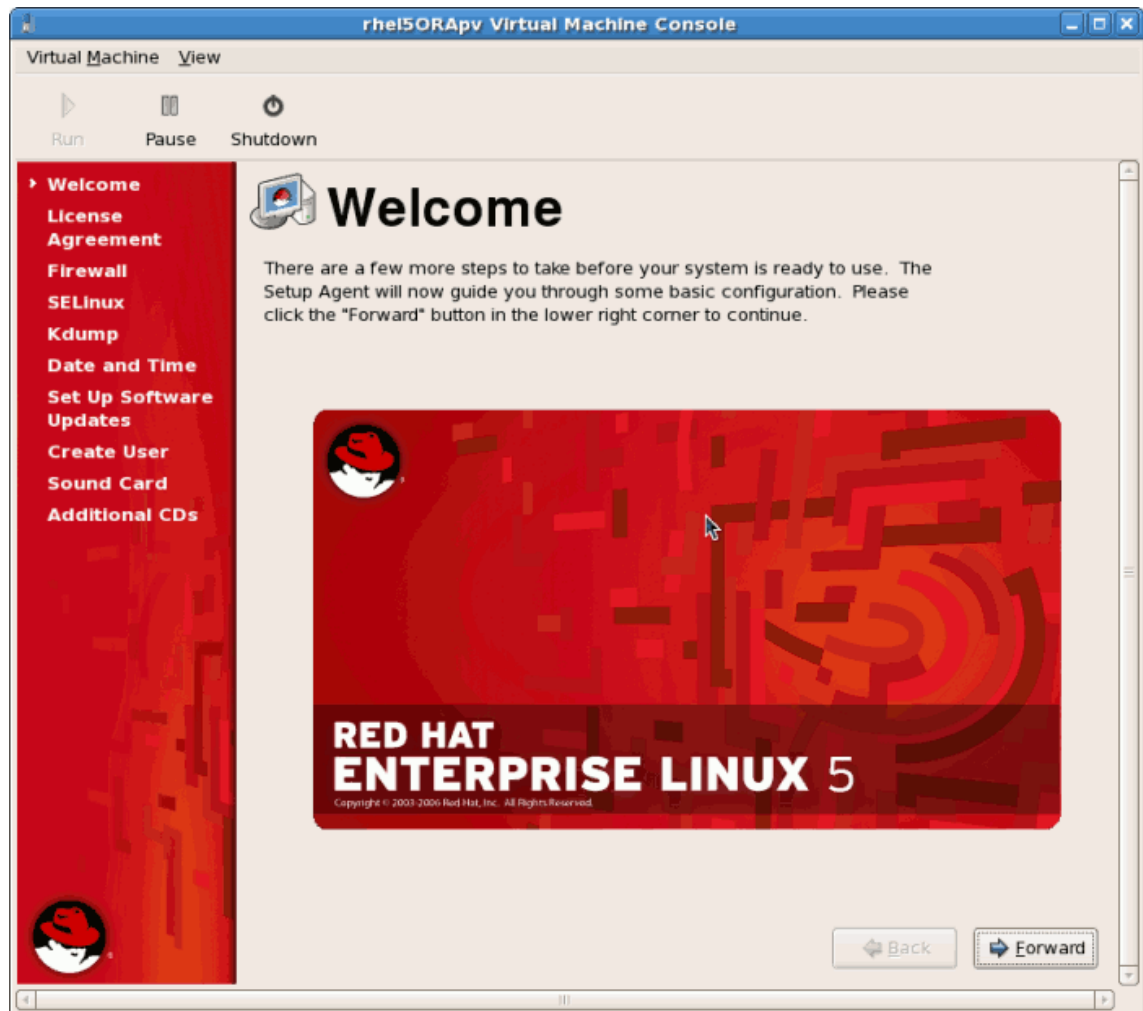 rhel5ORApv Virtual Machine Console
Virtual Machine View
Run Pause Shutdown
Welcome
License
Agreement
Firewall
SELinux
Kdump
Date and Time
Set Up Software
Updates
Create User
Sound Card
Additional CDs
Welcome
There are a few more steps to take before your system is ready to use. The
Setup Agent will now guide you through some basic configuration. Please
click the "Forward" button in the lower right corner to continue.
RED HAT
ENTERPRISE LINUX 5
Copyright © 2003-2006 Red Hat, Inc. All Rights Reserved.
Back Forward